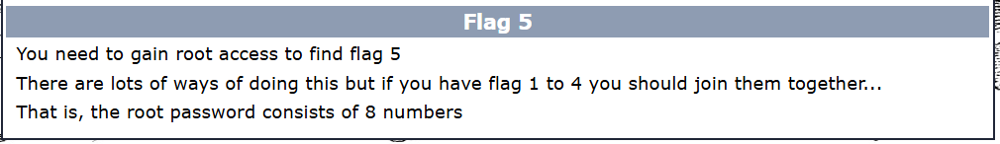 Flag 5
You need to gain root access to find flag 5
There are lots of ways of doing this but if you have flag 1 to 4 you should join them together...
That is, the root password consists of 8 numbers